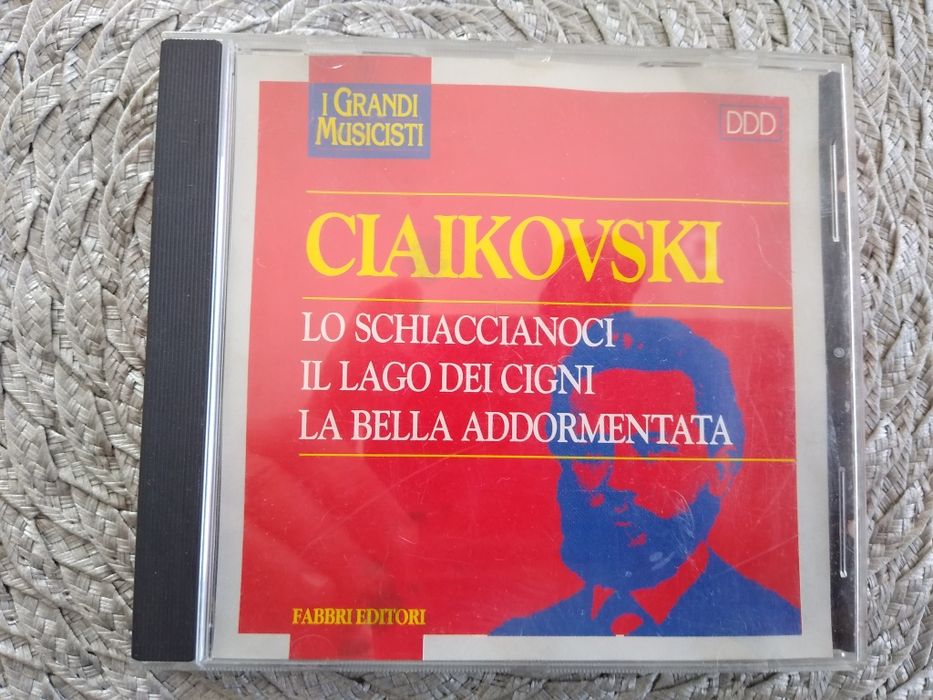 I GRANDI
MUSICISTI
DDD
CIAIKOVSKI
LO SCHIACCIANOCI
IL LAGO DEI CIGNI
LA BELLA ADDORMENTATA
FABBRI EDITORI